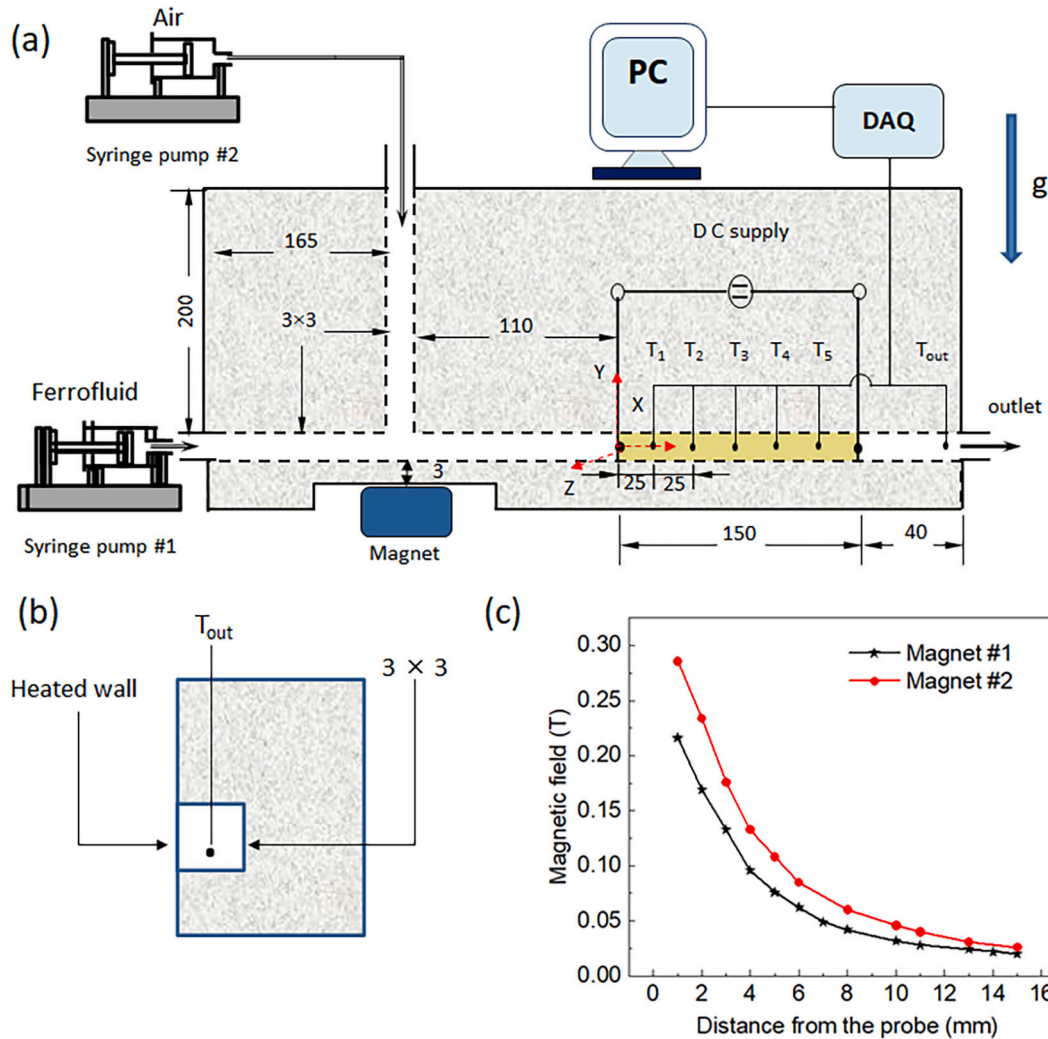 (a)
Air
Syringe pump #2
PC
DAQ
g
165
200
3×3
110
D C supply
T1 T2 T3 T4 T5 Tout
Y
X
Z
Ferrofluid
outlet
3
25 25
Magnet
Syringe pump #1
150
40
(b)
Tout
3 × 3
Heated wall
(c)
Magnet #1
Magnet #2
Magnetic field (T)
0.30
0.25
0.20
0.15
0.10
0.05
0.00
0 2 4 6 8 10 12 14 16
Distance from the probe (mm)